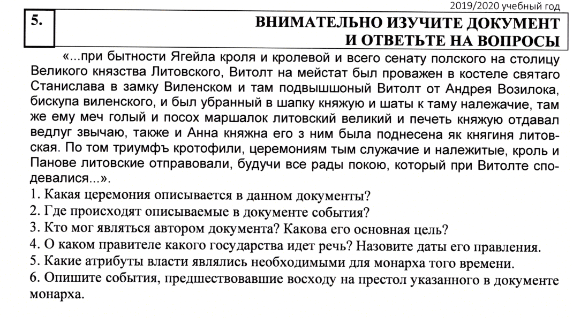 2019/2020 учебный год
5.
ВНИМАТЕЛЬНО ИЗУЧИТЕ ДОКУМЕНТ
И ОТВЕТЬТЕ НА ВОПРОСЫ
«...при бытности Ягейла кроля и кролевой и всего сенату полского на столицу
Великого князства Литовского, Витолт на мейстат был проважен в костеле святаго
Станислава в замку Виленском и там подвышшоный Витолт от Андрея Возилока,
бискупа виленского, и был убранный в шапку княжую и шаты к таму належачие, там
же ему меч голый и посох маршалок литовский великий и печеть княжую отдавал
ведлуг звычаю, также и Анна княжна его з ним была поднесена як княгиня литов-
ская. По том триумфъ кротофили, церемониям тым служачие и належитые, кроль и
Панове литовские отправовали, будучи все рады покою, который при Витолте спо-
девалися...».
1. Какая церемония описывается в данном документы?
2. Где происходят описываемые в документе события?
3. Кто мог являться автором документа? Какова его основная цель?
4. О каком правителе какого государства идет речь? Назовите даты его правления.
5. Какие атрибуты власти являлись необходимыми для монарха того времени.
6. Опишите события, предшествовавшие восходу на престол указанного в документе
монарха.